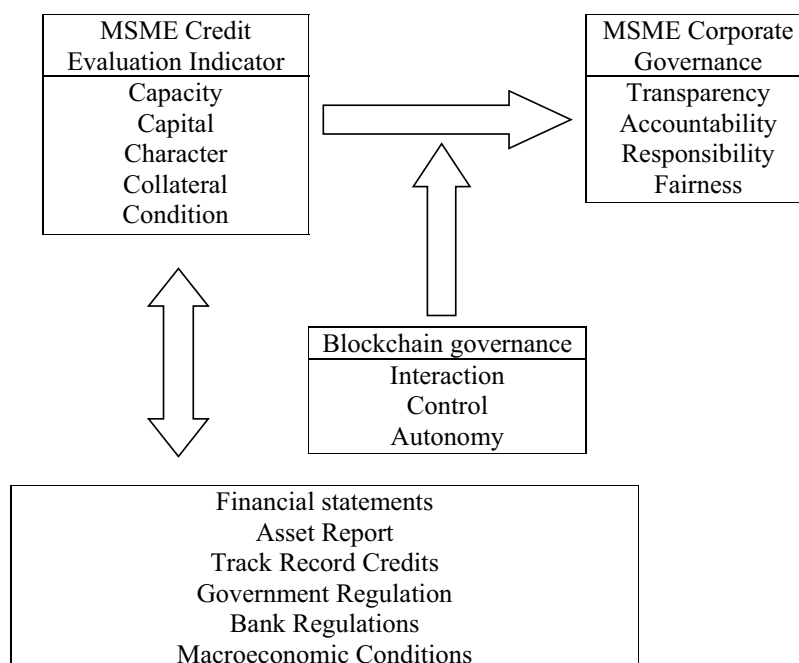 MSME Credit
Evaluation Indicator
Capacity
Capital
Character
Collateral
Condition
MSME Corporate
Governance
Transparency
Accountability
Responsibility
Fairness
Blockchain governance
Interaction
Control
Autonomy
Financial statements
Asset Report
Track Record Credits
Government Regulation
Bank Regulations
Macroeconomic Conditions